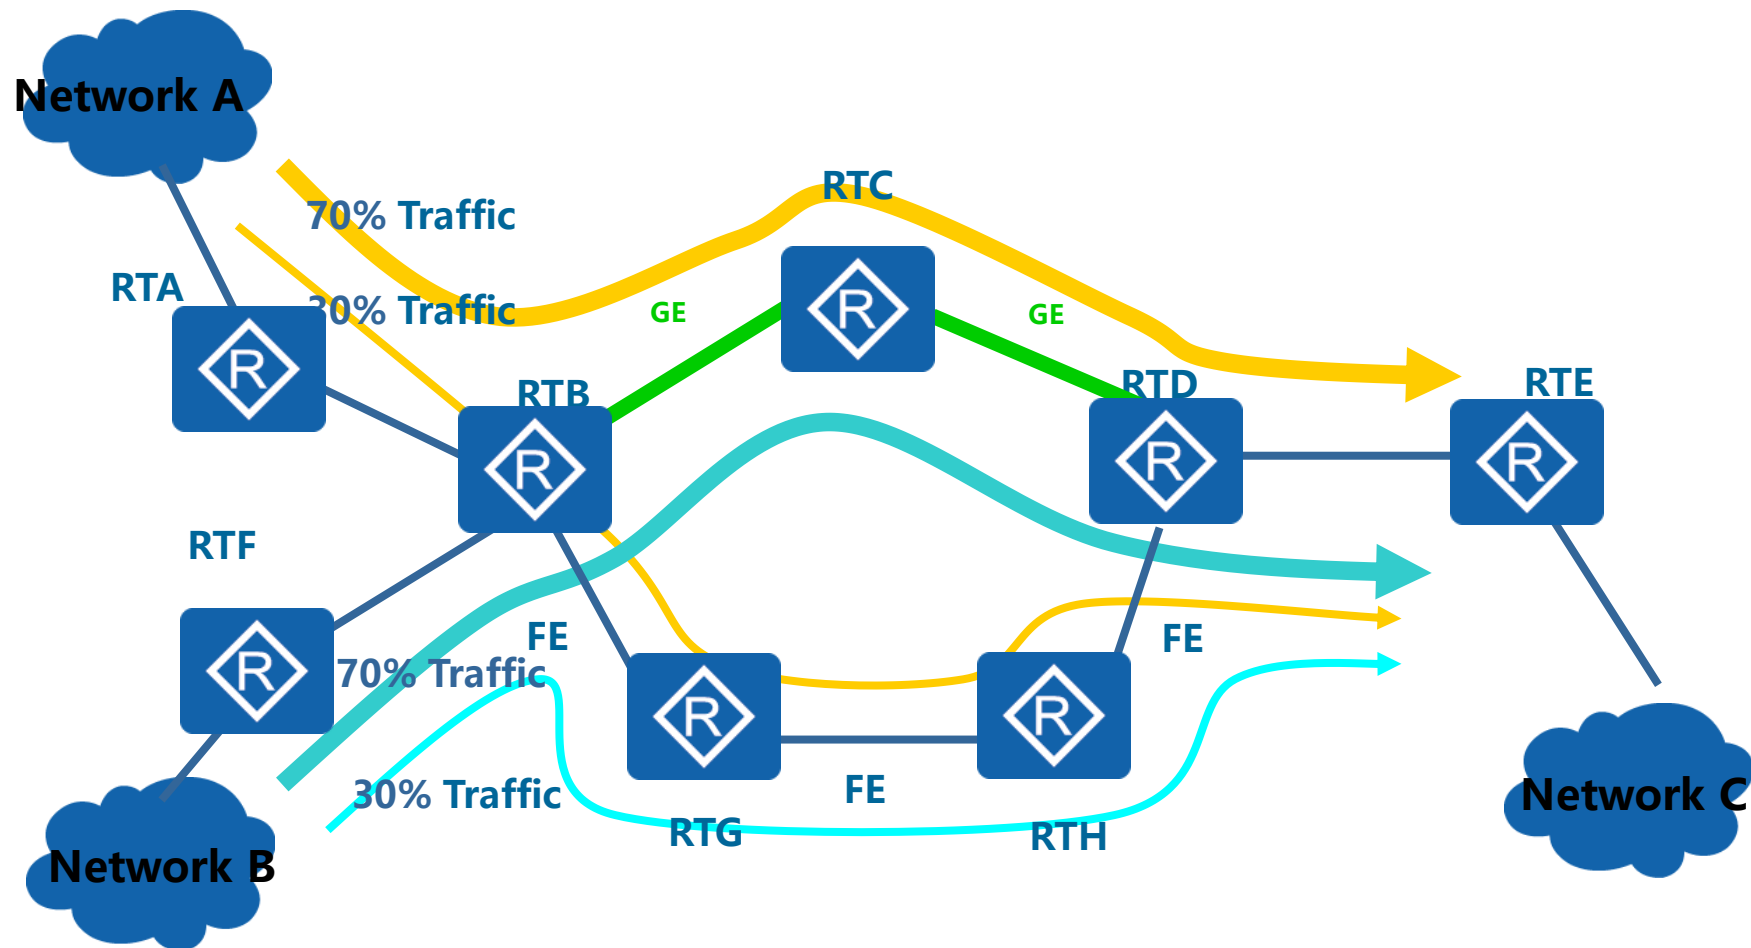 Network A
RTC
70% Traffic
RTA
30% Traffic
GE
GE
R
R
RTB
RTD
RTE
R
R
R
RTF
FE
FE
R
70% Traffic
R
R
30% Traffic
FE
Network C
RTG
RTH
Network B